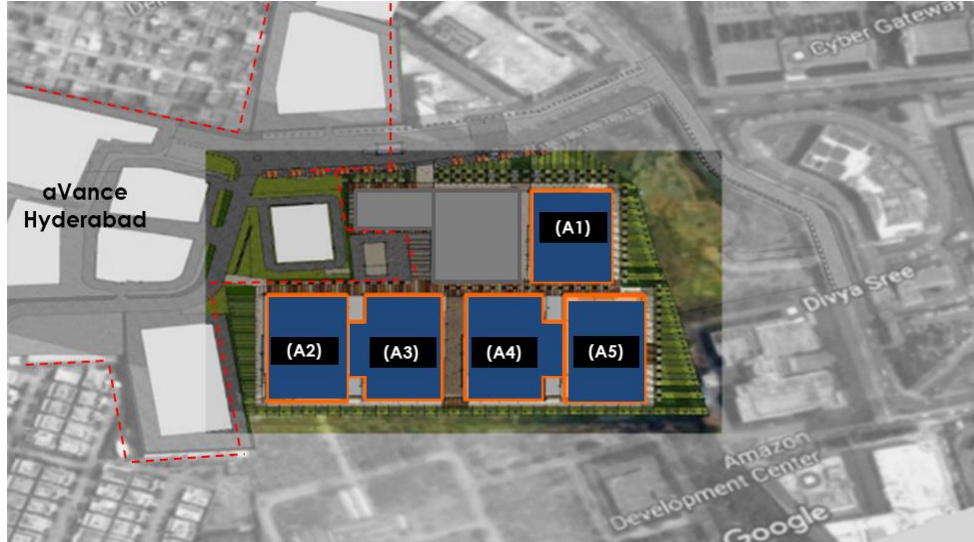 Cyber Gateway
aVance
Hyderabad
(A1)
Divya Sree
(A2)
(A3)
(A4)
(A5)
Amazon
Development Center
Google